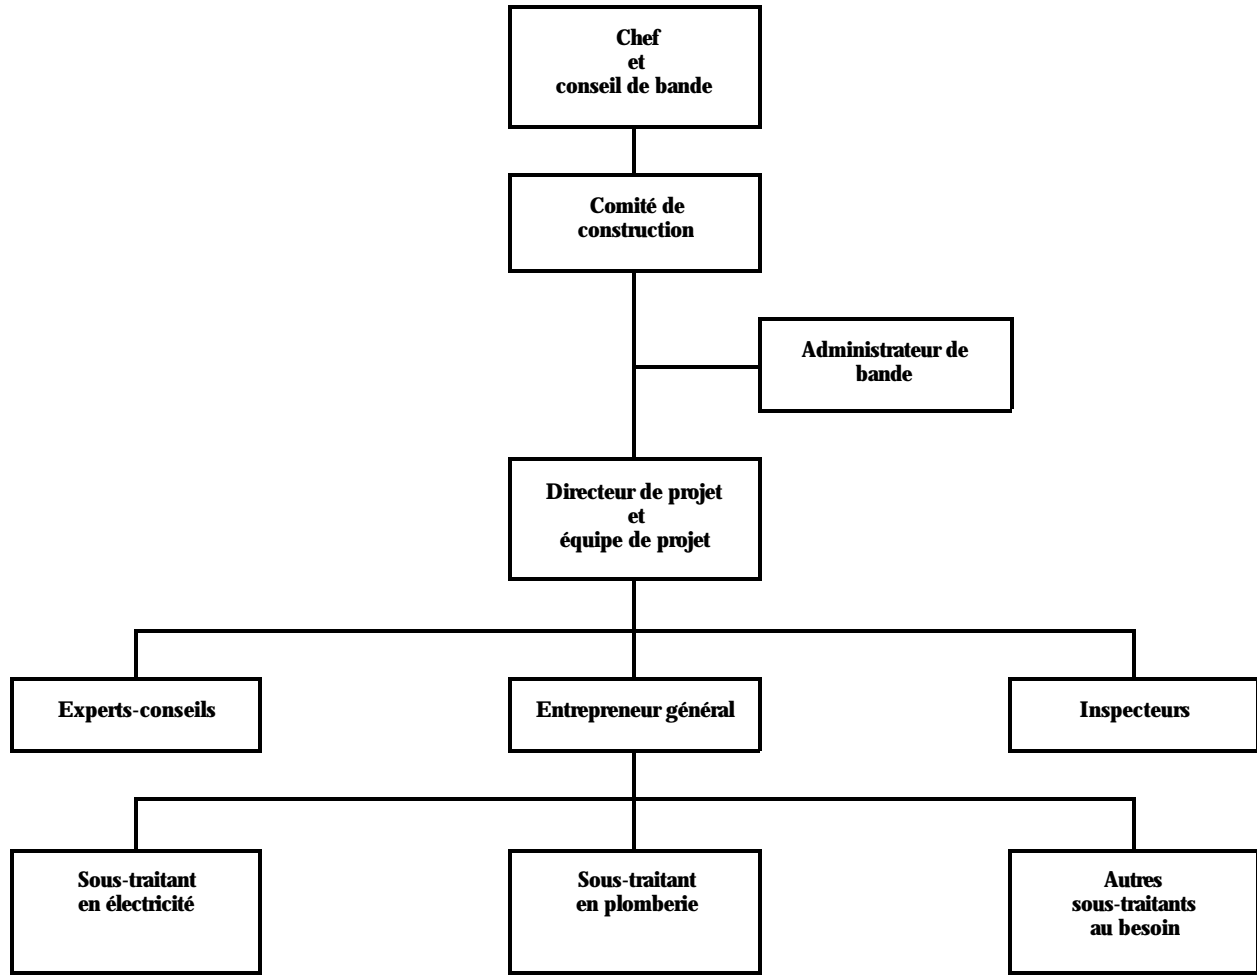 Chef
et
conseil de bande
Comité de
construction
Administrateur de
bande
Directeur de projet
et
équipe de projet
Experts-conseils
Entrepreneur général
Inspecteurs
Sous-traitant
en électricité
Sous-traitant
en plomberie
Autres
sous-traitants
au besoin